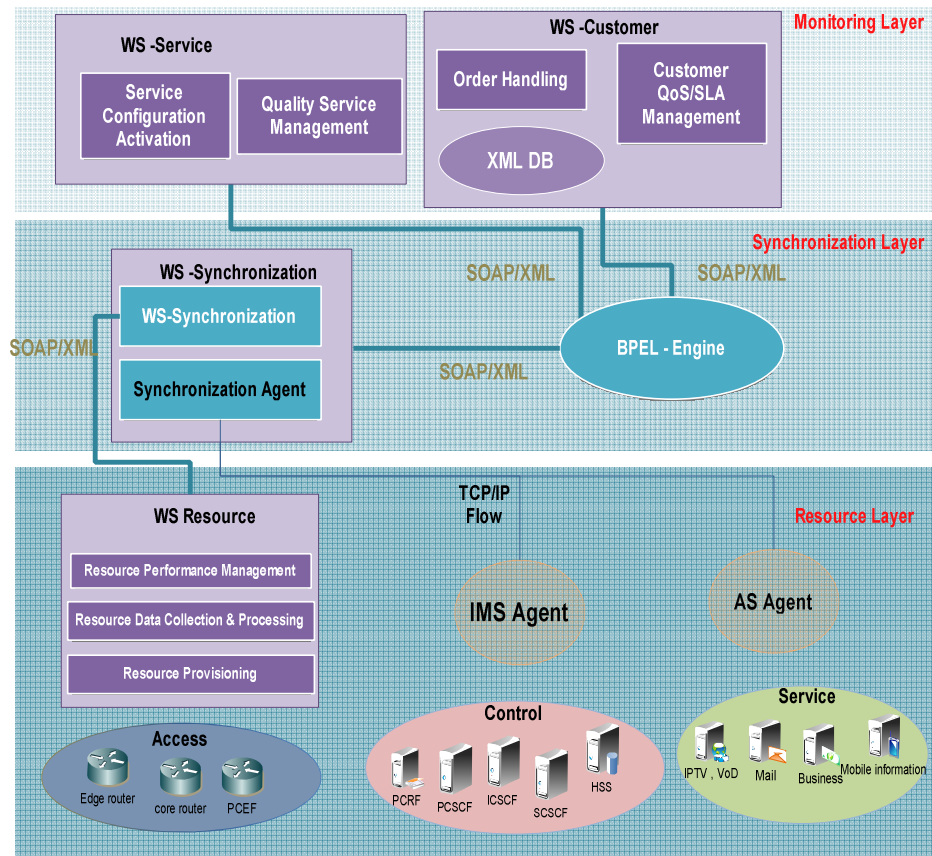 Monitoring Layer
WS -Service
Service
Configuration
Activation
Quality Service
Management
WS -Customer
Order Handling
Customer
QoS/SLA
Management
XML DB
Synchronization Layer
WS -Synchronization
WS-Synchronization
Synchronization Agent
SOAP/XML
SOAP/XML
SOAP/XML
SOAP/XML
BPEL - Engine
TCP/IP
Flow
Resource Layer
WS Resource
Resource Performance Management
Resource Data Collection & Processing
Resource Provisioning
IMS Agent
AS Agent
Access
Edge router
core router
PCEF
Control
PCRF
PCSCF
ICSCF
SCSCF
HSS
Service
IPTV , VoD
Mail
Business
Mobile information